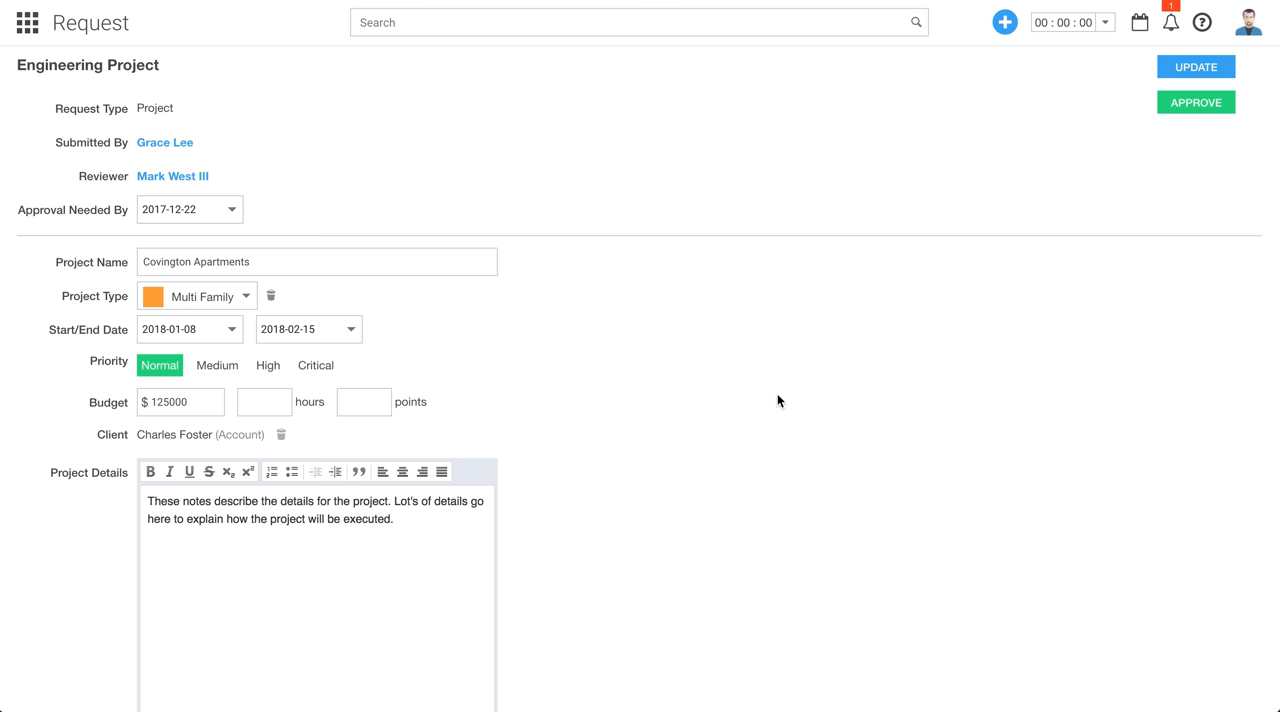 Request
Search
00 : 00 : 00
1
?
Engineering Project
UPDATE
APPROVE
Request Type Project
Submitted By Grace Lee
Reviewer Mark West III
Approval Needed By 2017-12-22
Project Name Covington Apartments
Project Type Multi Family
Start/End Date 2018-01-08 2018-02-15
Priority Normal Medium High Critical
Budget $ 125000 hours points
Client Charles Foster (Account)
Project Details B I U S X₂ X²
These notes describe the details for the project. Lot's of details go
here to explain how the project will be executed.